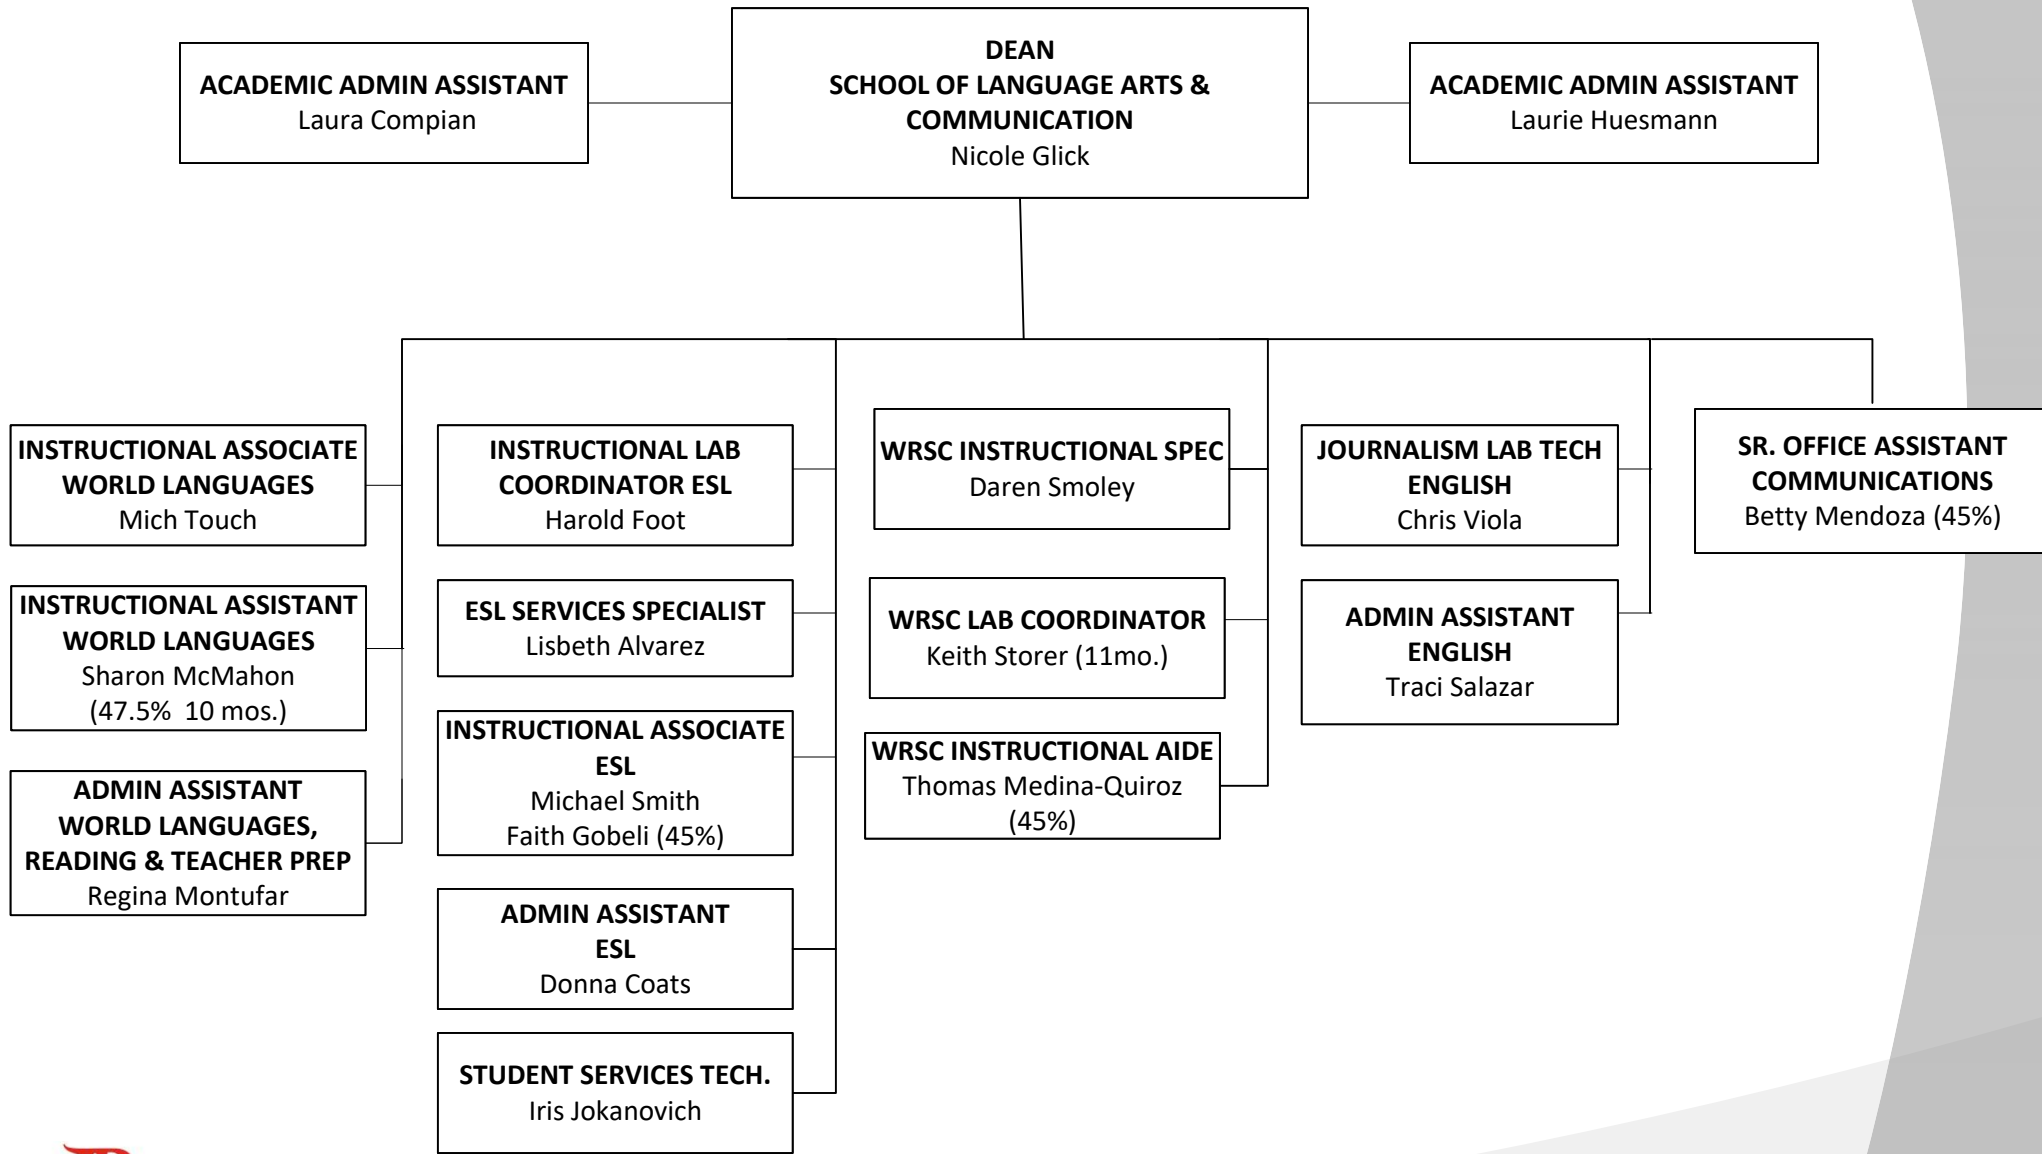 DEAN
SCHOOL OF LANGUAGE ARTS &
COMMUNICATION
Nicole Glick
ACADEMIC ADMIN ASSISTANT
Laura Compian
ACADEMIC ADMIN ASSISTANT
Laurie Huesmann
INSTRUCTIONAL ASSOCIATE
WORLD LANGUAGES
Mich Touch
INSTRUCTIONAL ASSISTANT
WORLD LANGUAGES
Sharon McMahon
(47.5%  10 mos.)
ADMIN ASSISTANT
WORLD LANGUAGES,
READING & TEACHER PREP
Regina Montufar
INSTRUCTIONAL LAB
COORDINATOR ESL
Harold Foot
ESL SERVICES SPECIALIST
Lisbeth Alvarez
INSTRUCTIONAL ASSOCIATE
ESL
Michael Smith
Faith Gobeli (45%)
ADMIN ASSISTANT
ESL
Donna Coats
STUDENT SERVICES TECH.
Iris Jokanovich
WRSC INSTRUCTIONAL SPEC
Daren Smoley
WRSC LAB COORDINATOR
Keith Storer (11mo.)
WRSC INSTRUCTIONAL AIDE
Thomas Medina-Quiroz
(45%)
JOURNALISM LAB TECH
ENGLISH
Chris Viola
ADMIN ASSISTANT
ENGLISH
Traci Salazar
SR. OFFICE ASSISTANT
COMMUNICATIONS
Betty Mendoza (45%)